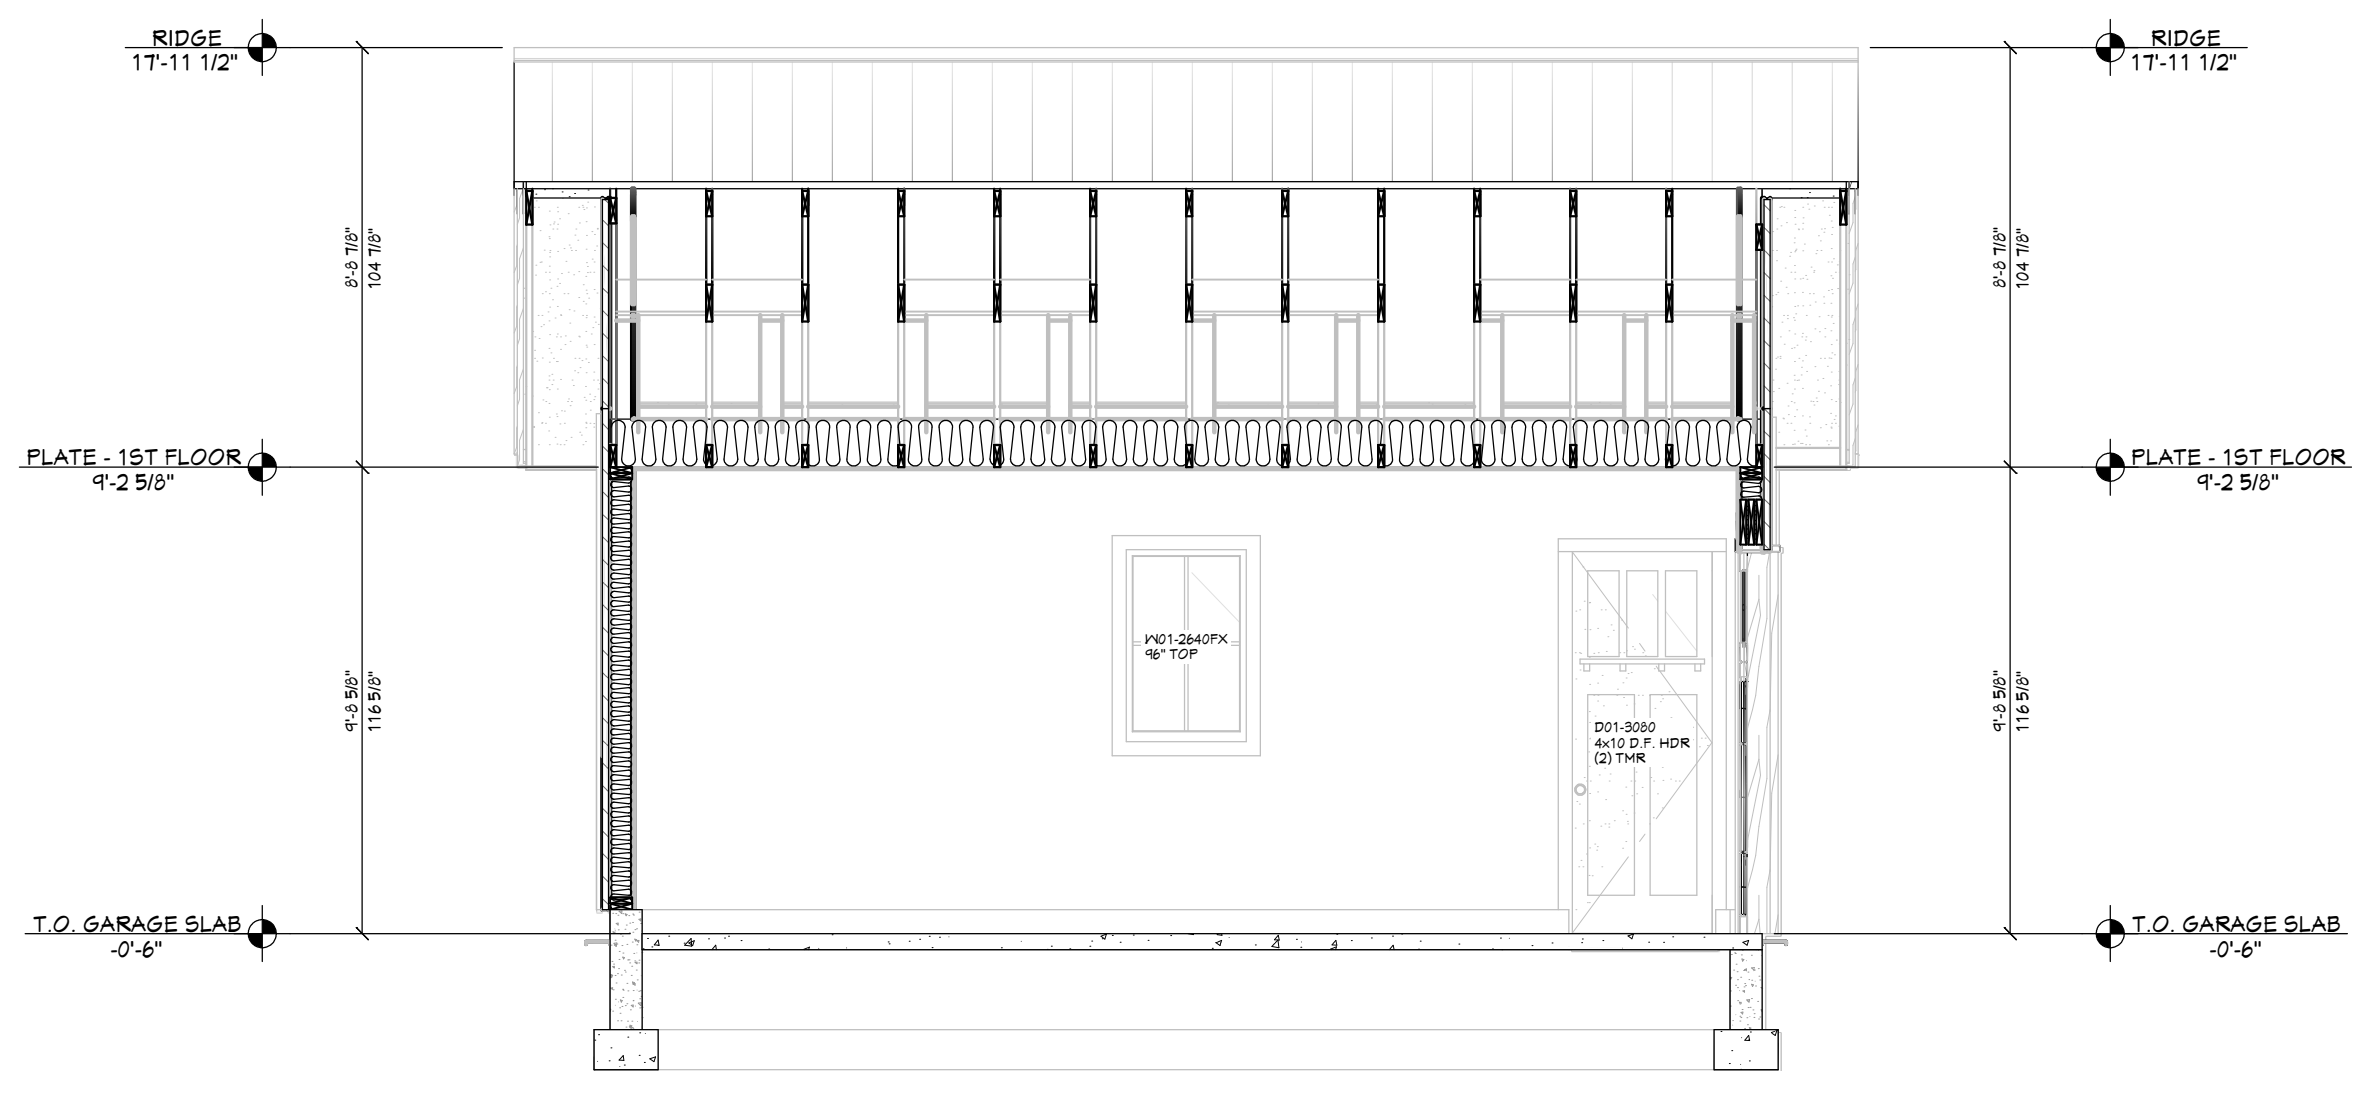 RIDGE
17'-11 1/2"
RIDGE
17'-11 1/2"
8'-8 7/8"
104 7/8"
8'-8 7/8"
104 7/8"
PLATE - 1ST FLOOR
9'-2 5/8"
PLATE - 1ST FLOOR
9'-2 5/8"
W01-2640FX
96" TOP
9'-8 5/8"
116 5/8"
D01-3080
4x10 D.F. HDR
(2) TMR
9'-8 5/8"
116 5/8"
T.O. GARAGE SLAB
-0'-6"
T.O. GARAGE SLAB
-0'-6"